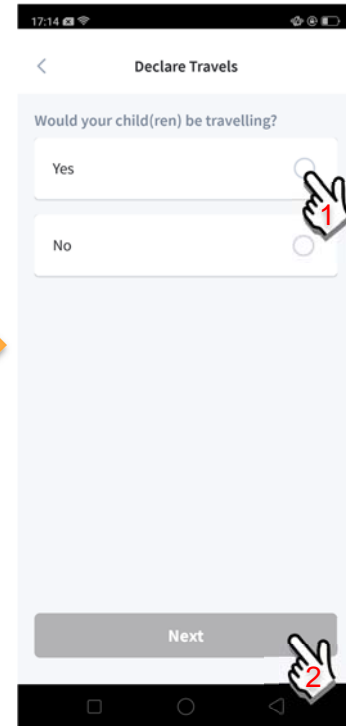 17:14
Declare Travels
Would your child(ren) be travelling?
Yes
1
No
Next
2